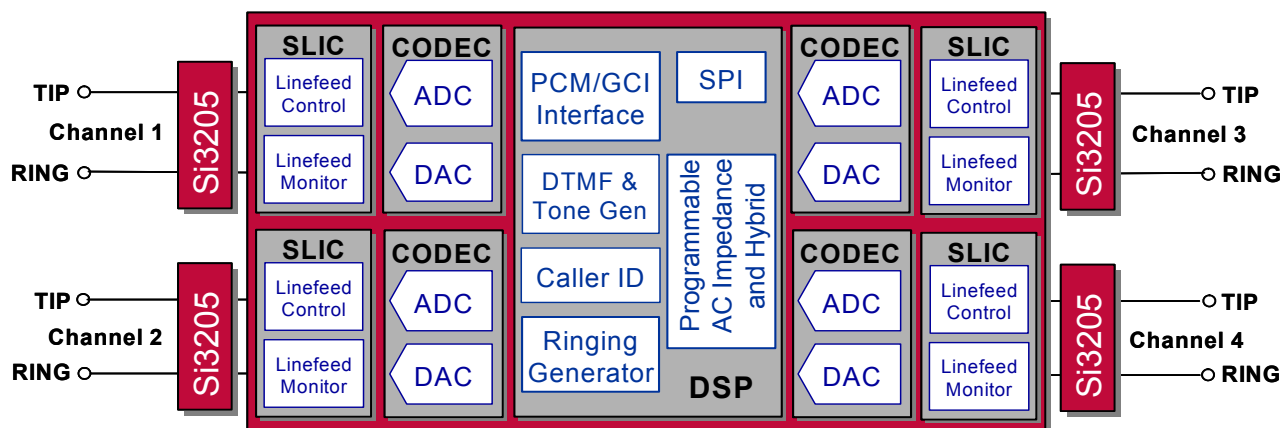 SLIC
CODEC
CODEC
SLIC
TIP
Channel 1
RING
Si3205
Linefeed
Control
Linefeed
Monitor
ADC
DAC
PCM/GCI
Interface
SPI
DTMF &
Tone Gen
Caller ID
Ringing
Generator
Programmable
AC Impedance
and Hybrid
DSP
ADC
DAC
Linefeed
Control
Linefeed
Monitor
Si3205
TIP
Channel 3
RING
SLIC
CODEC
CODEC
SLIC
TIP
Channel 2
RING
Si3205
Linefeed
Control
Linefeed
Monitor
ADC
DAC
ADC
DAC
Linefeed
Control
Linefeed
Monitor
Si3205
TIP
Channel 4
RING